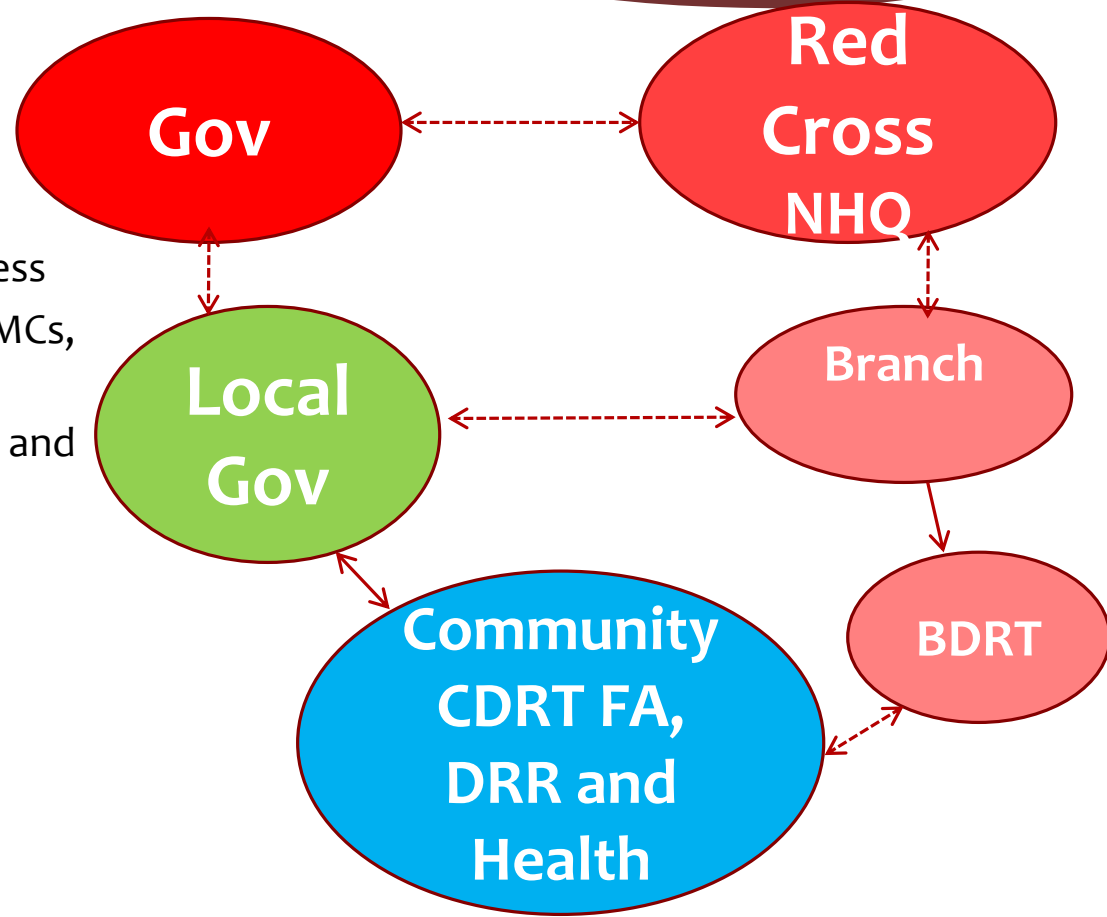 Gov
Red
Cross
NHQ
ess
MCs,
and
Local
Gov
Branch
BDRT
Community
CDRT FA,
DRR and
Health